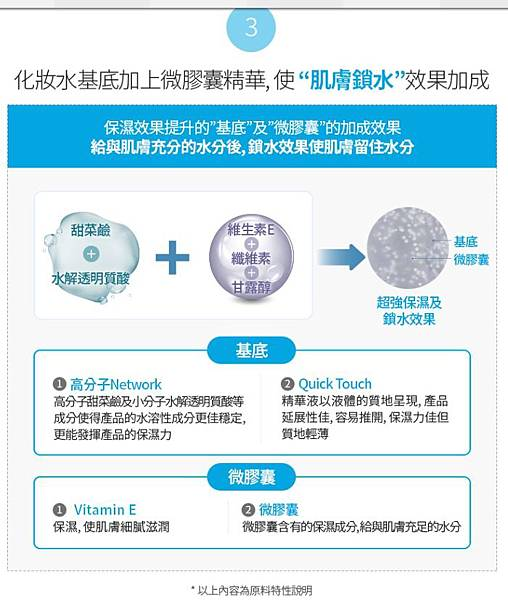 3
化妝水基底加上微膠囊精華, 使 “肌膚鎖水”效果加成
保濕效果提升的”基底”及”微膠囊”的加成效果
給與肌膚充分的水分後, 鎖水效果使肌膚留住水分
甜菜鹼
+
水解透明質酸
+
維生素E
+
纖維素
+
甘露醇
基底
微膠囊
超強保濕及
鎖水效果
基底
1 高分子Network
高分子甜菜鹼及小分子水解透明質酸等
成分使得產品的水溶性成分更佳穩定,
更能發揮產品的保濕力
2 Quick Touch
精華液以液體的質地呈現, 產品
延展性佳, 容易推開, 保濕力佳但
質地輕薄
微膠囊
1 Vitamin E
保濕, 使肌膚細膩滋潤
2 微膠囊
微膠囊含有的保濕成分,給與肌膚充足的水分
* 以上內容為原料特性說明